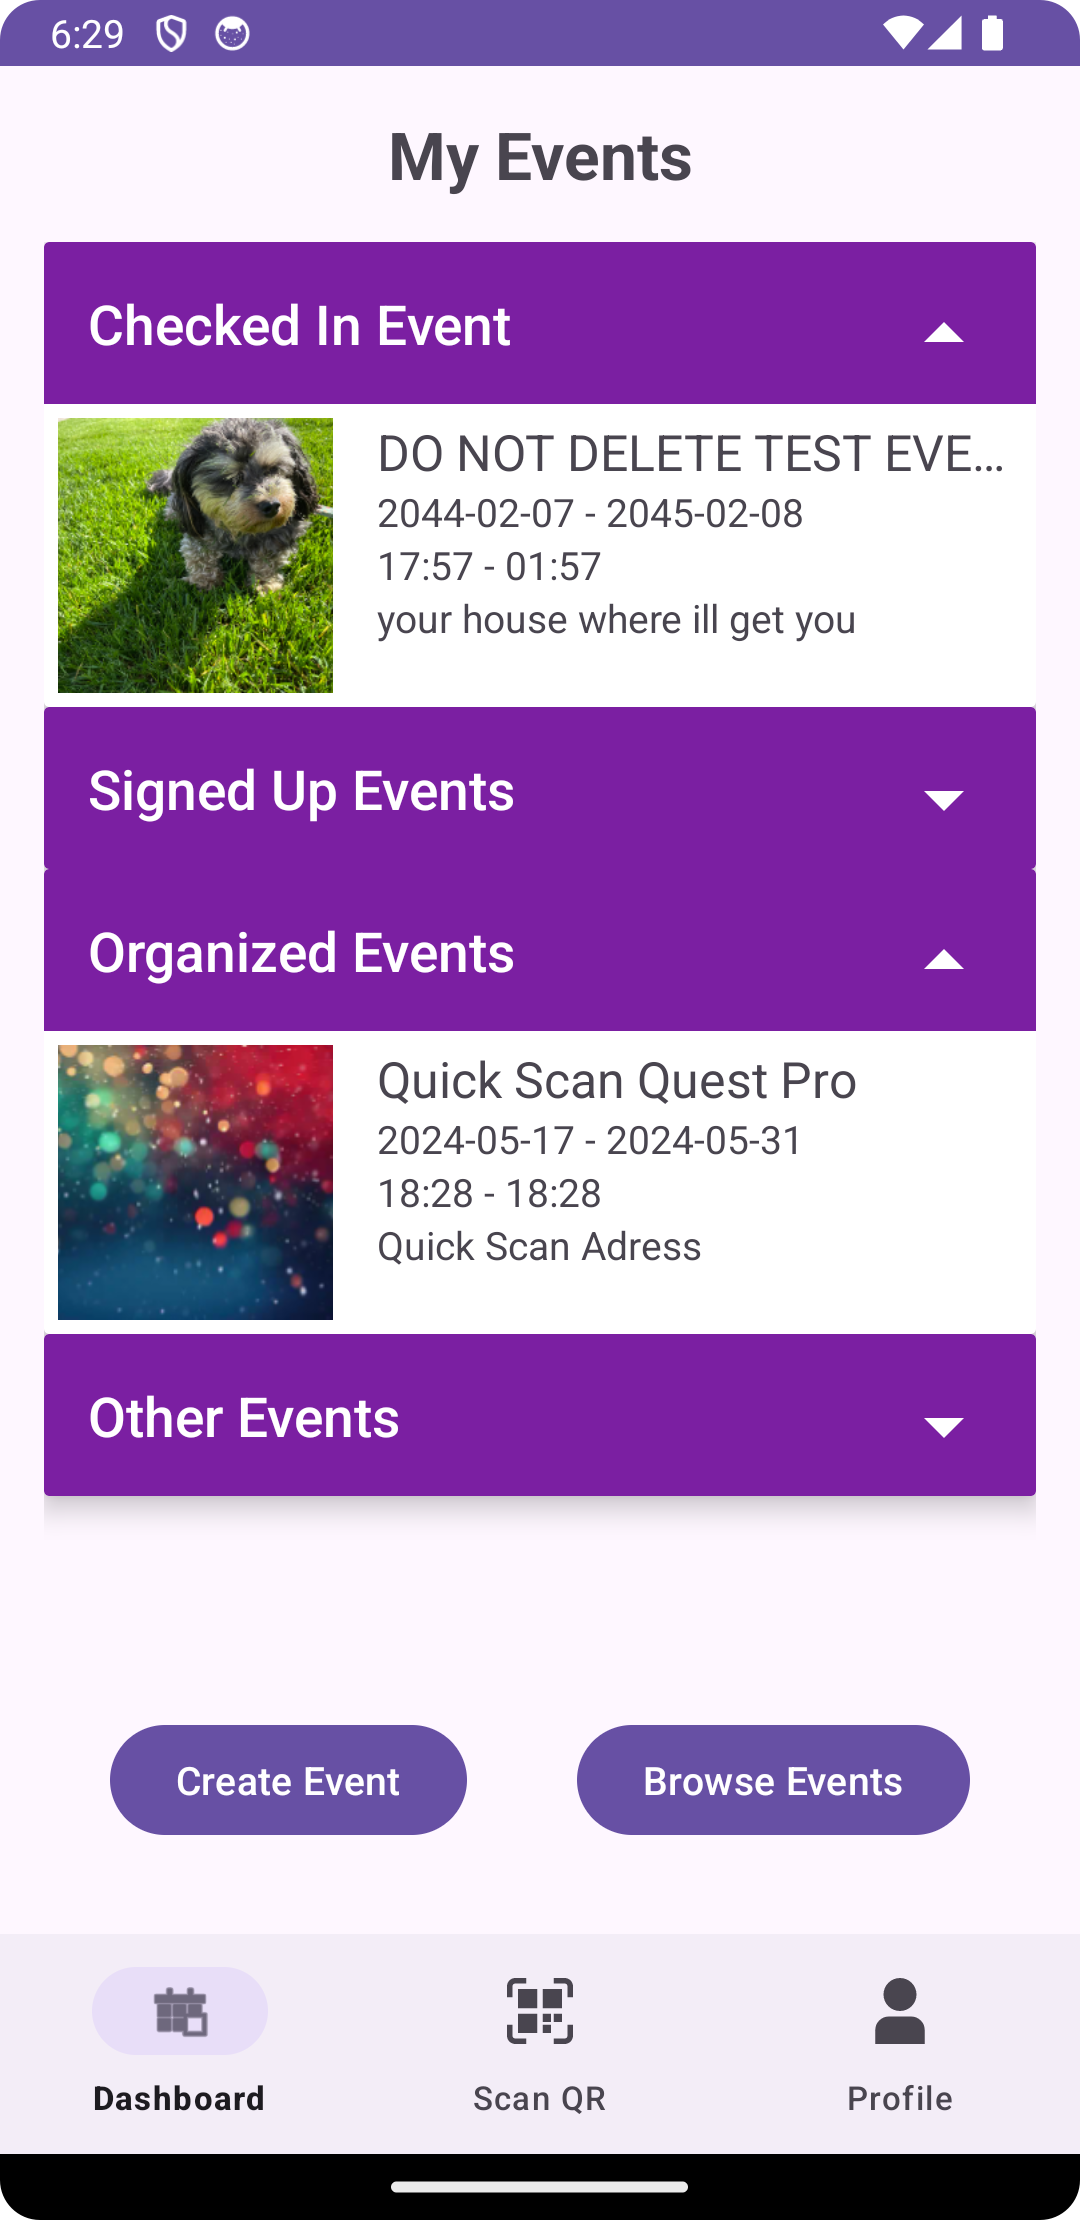 6:29
My Events
Checked In Event
DO NOT DELETE TEST EVE...
2044-02-07 - 2045-02-08
17:57 - 01:57
your house where ill get you
Signed Up Events
Organized Events
Quick Scan Quest Pro
2024-05-17 - 2024-05-31
18:28 - 18:28
Quick Scan Adress
Other Events
Create Event
Browse Events
Dashboard
Scan QR
Profile